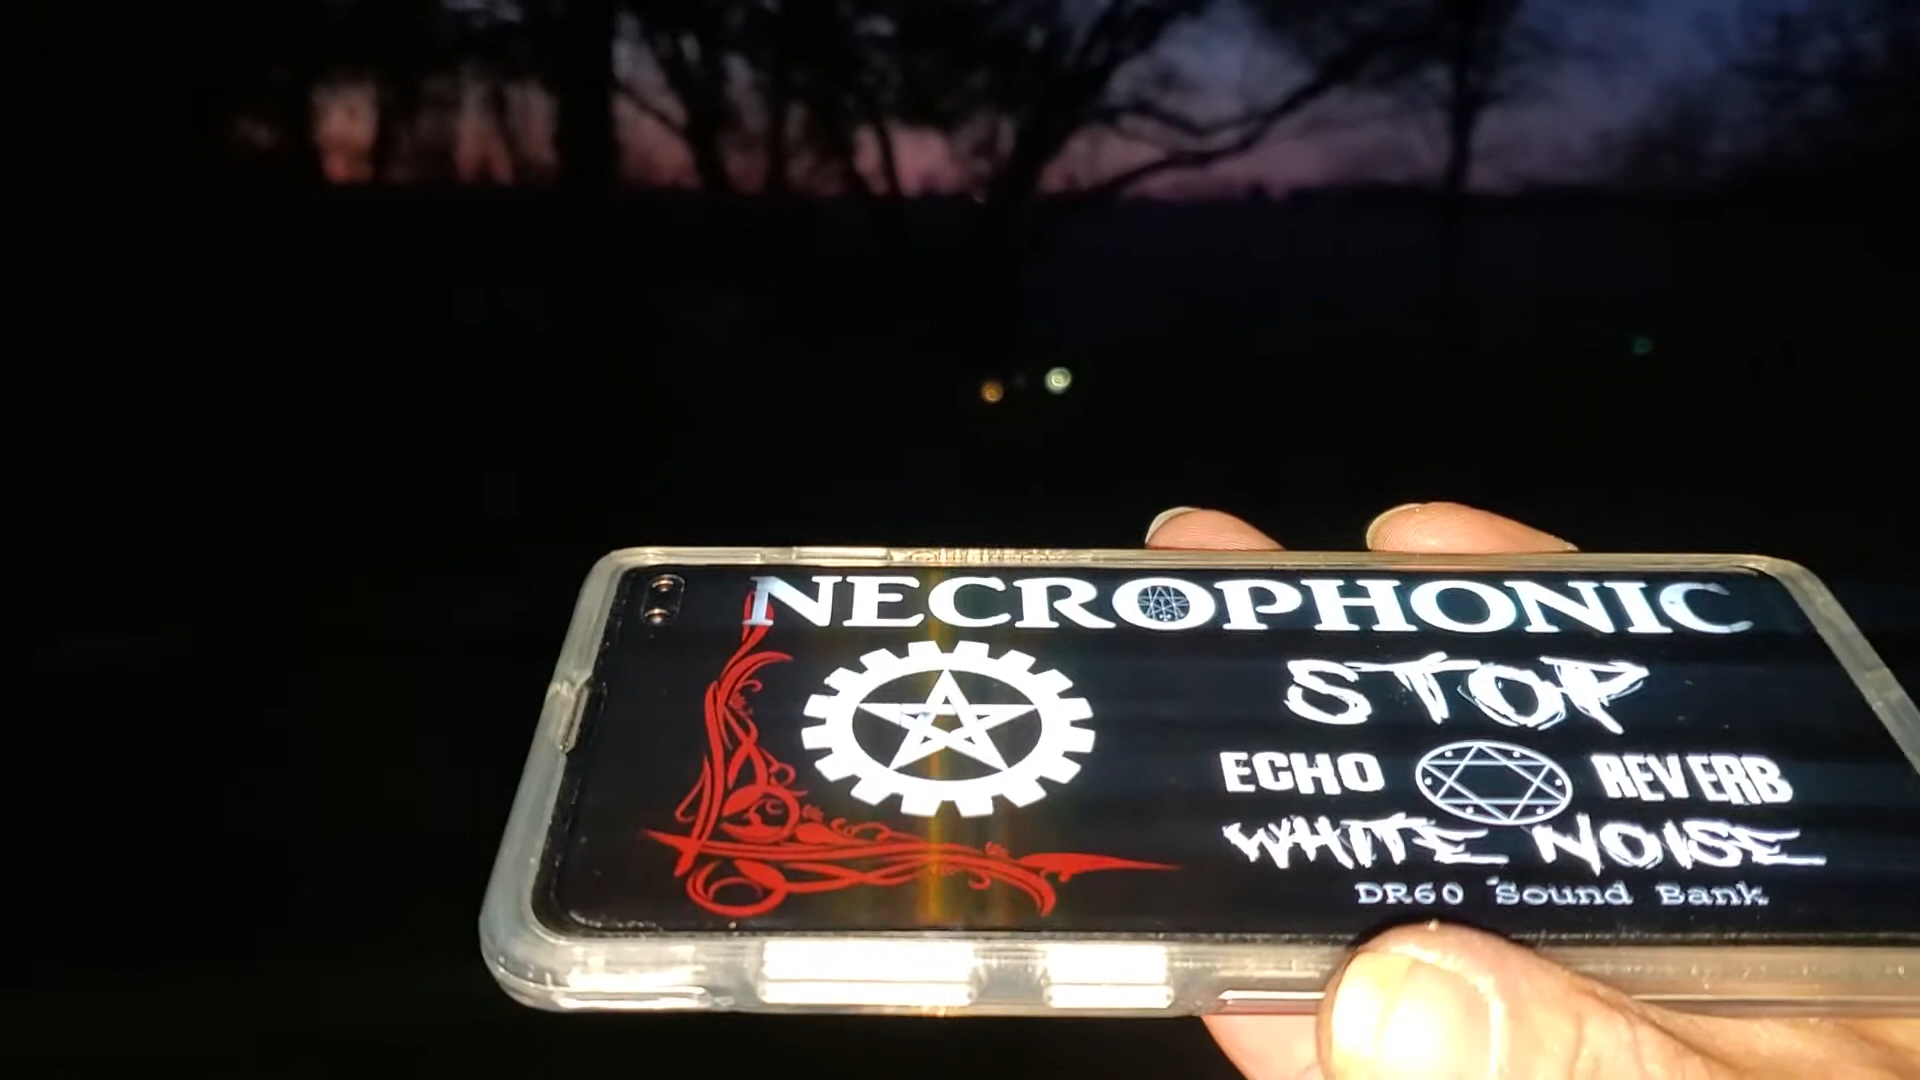 NECROPHONIC
STOP
ECHO REVERB
WHITE NOISE
DR60 Sound Bank